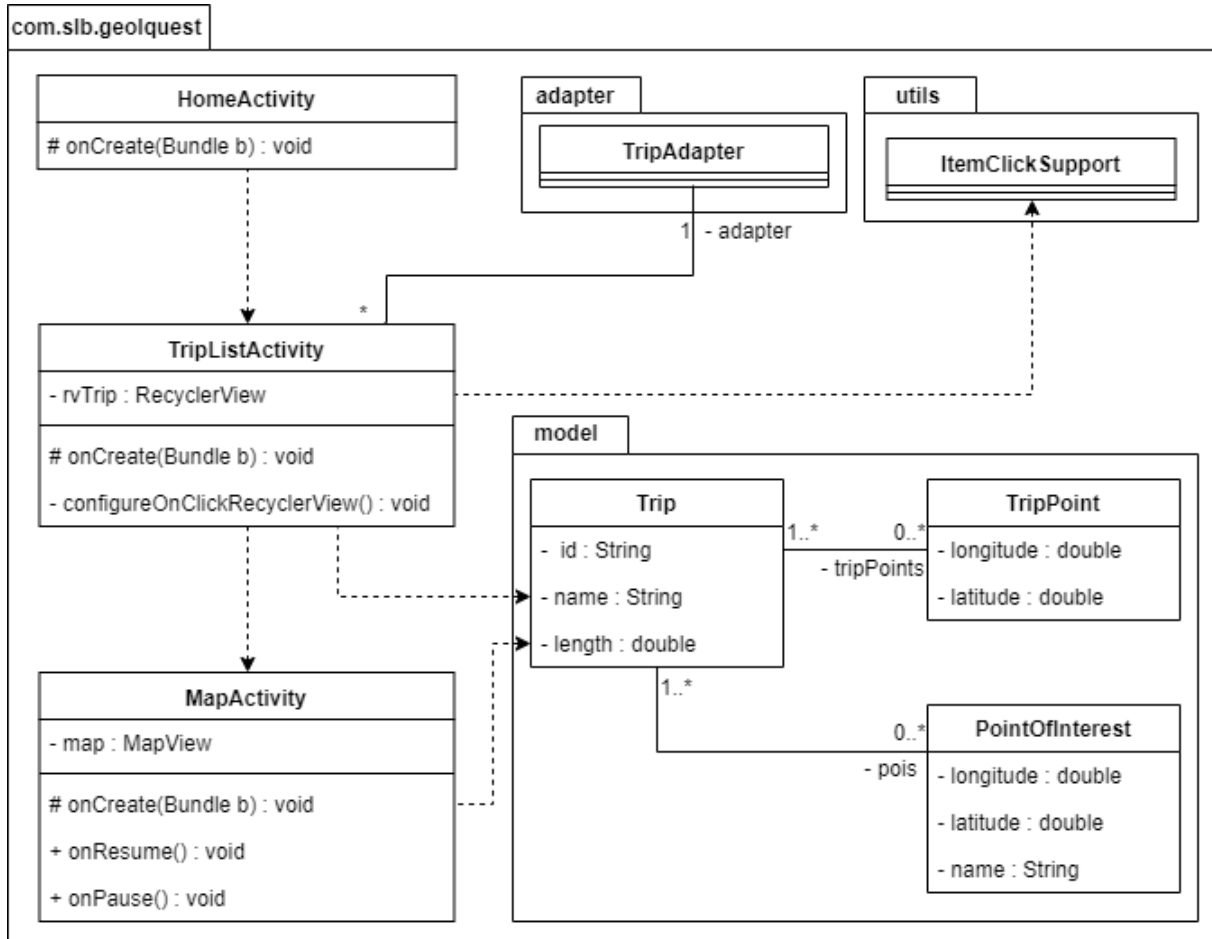 com.slb.geolquest
HomeActivity
# onCreate(Bundle b) : void
adapter
TripAdapter
1
- adapter
*
utils
ItemClickSupport
TripListActivity
- rvTrip : RecyclerView
# onCreate(Bundle b) : void
- configureOnClickRecyclerView() : void
model
Trip
- id : String
- name : String
- length : double
1..*
0..*
- tripPoints
TripPoint
- longitude : double
- latitude : double
1..*
0..*
- pois
PointOfInterest
- longitude : double
- latitude : double
- name : String
MapActivity
- map : MapView
# onCreate(Bundle b) : void
+ onResume() : void
+ onPause() : void